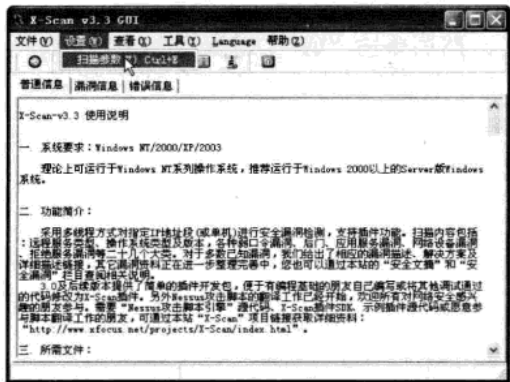 X-Scan v3.3 GUI
文件(V) 设置(W) 查看(X) 工具(Y) Language 帮助(Z)
扫描参数(Z) Ctrl+E
普通信息 漏洞信息 错误信息
X-Scan-v3.3 使用说明
一. 系统要求：Windows NT/2000/XP/2003
理论上可运行于Windows NT系列操作系统，推荐运行于Windows 2000以上的Server版Windows
系统。
二. 功能简介：
采用多线程方式对指定IP地址段(或单机)进行安全漏洞检测，支持插件功能。扫描内容包括
：远程服务类型、操作系统类型及版本，各种弱口令漏洞、后门、应用服务漏洞、网络设备漏洞
、拒绝服务漏洞等二十几个大类。对于多数已知漏洞，我们给出了相应的漏洞描述、解决方案及
详细描述链接，其它漏洞资料正在进一步整理完善中，您也可以通过本站的“安全文摘”和“安
全漏洞”栏目查阅相关说明。
3.0及后续版本提供了简单的插件开发包，便于有编程基础的朋友自己编写或将其他调试通过
的代码修改为X-Scan插件。另外Nessus攻击脚本的翻译工作已经开始，欢迎所有对网络安全感兴
趣的朋友参与。需要“Nessus攻击脚本引擎”源代码、X-Scan插件SDK、示例插件源代码或愿意参
与脚本翻译工作的朋友，可通过本站“X-Scan”项目链接获取详细资料：
“http://www.xfocus.net/projects/X-Scan/index.html”。
三. 所需文件：